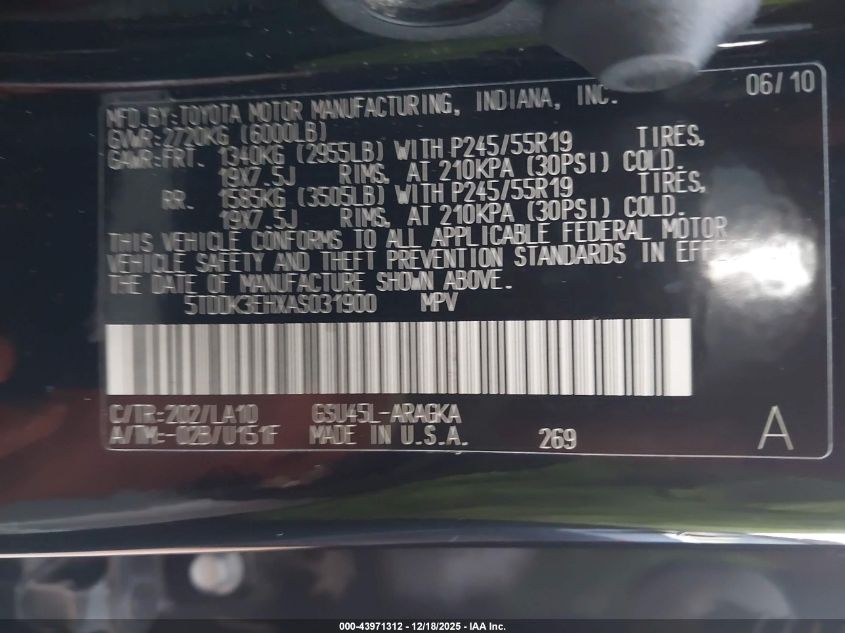 06/10
MFD.BY:TOYOTA MOTOR MANUFACTURING, INDIANA, INC.
GVWR:2720KG (6000LB)
GAWR:FRT. 1340KG (2955LB) WITH P245/55R19 TIRES,
19X7.5J RIMS, AT 210KPA (30PSI) COLD.
RR. 1585KG (3505LB) WITH P245/55R19 TIRES,
19X7.5J RIMS, AT 210KPA (30PSI) COLD.
THIS VEHICLE CONFORMS TO ALL APPLICABLE FEDERAL MOTOR
VEHICLE SAFETY AND THEFT PREVENTION STANDARDS IN
THE DATE OF MANUFACTURE SHOWN ABOVE.
5TDDK3EHXAS031900 MPV
C/TR:202/LA10 GSU45L-ARAGKA
A/TM:-02B/U151F MADE IN U.S.A. 269 A
000-43971312 - 12/18/2025 - IAA Inc.